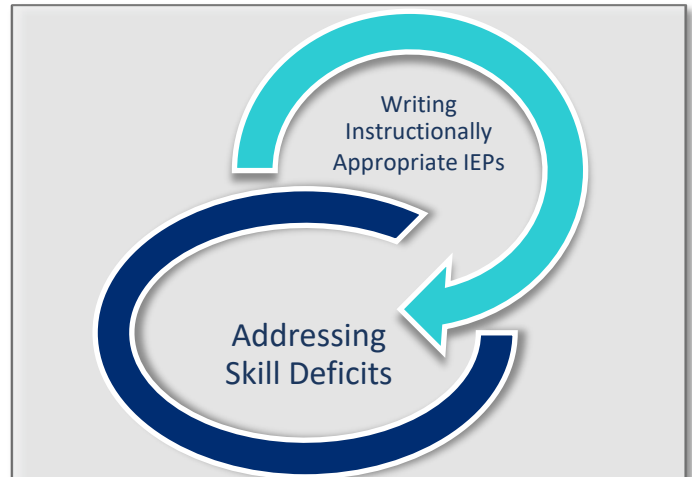 Writing
Instructionally
Appropriate IEPs
Addressing
Skill Deficits